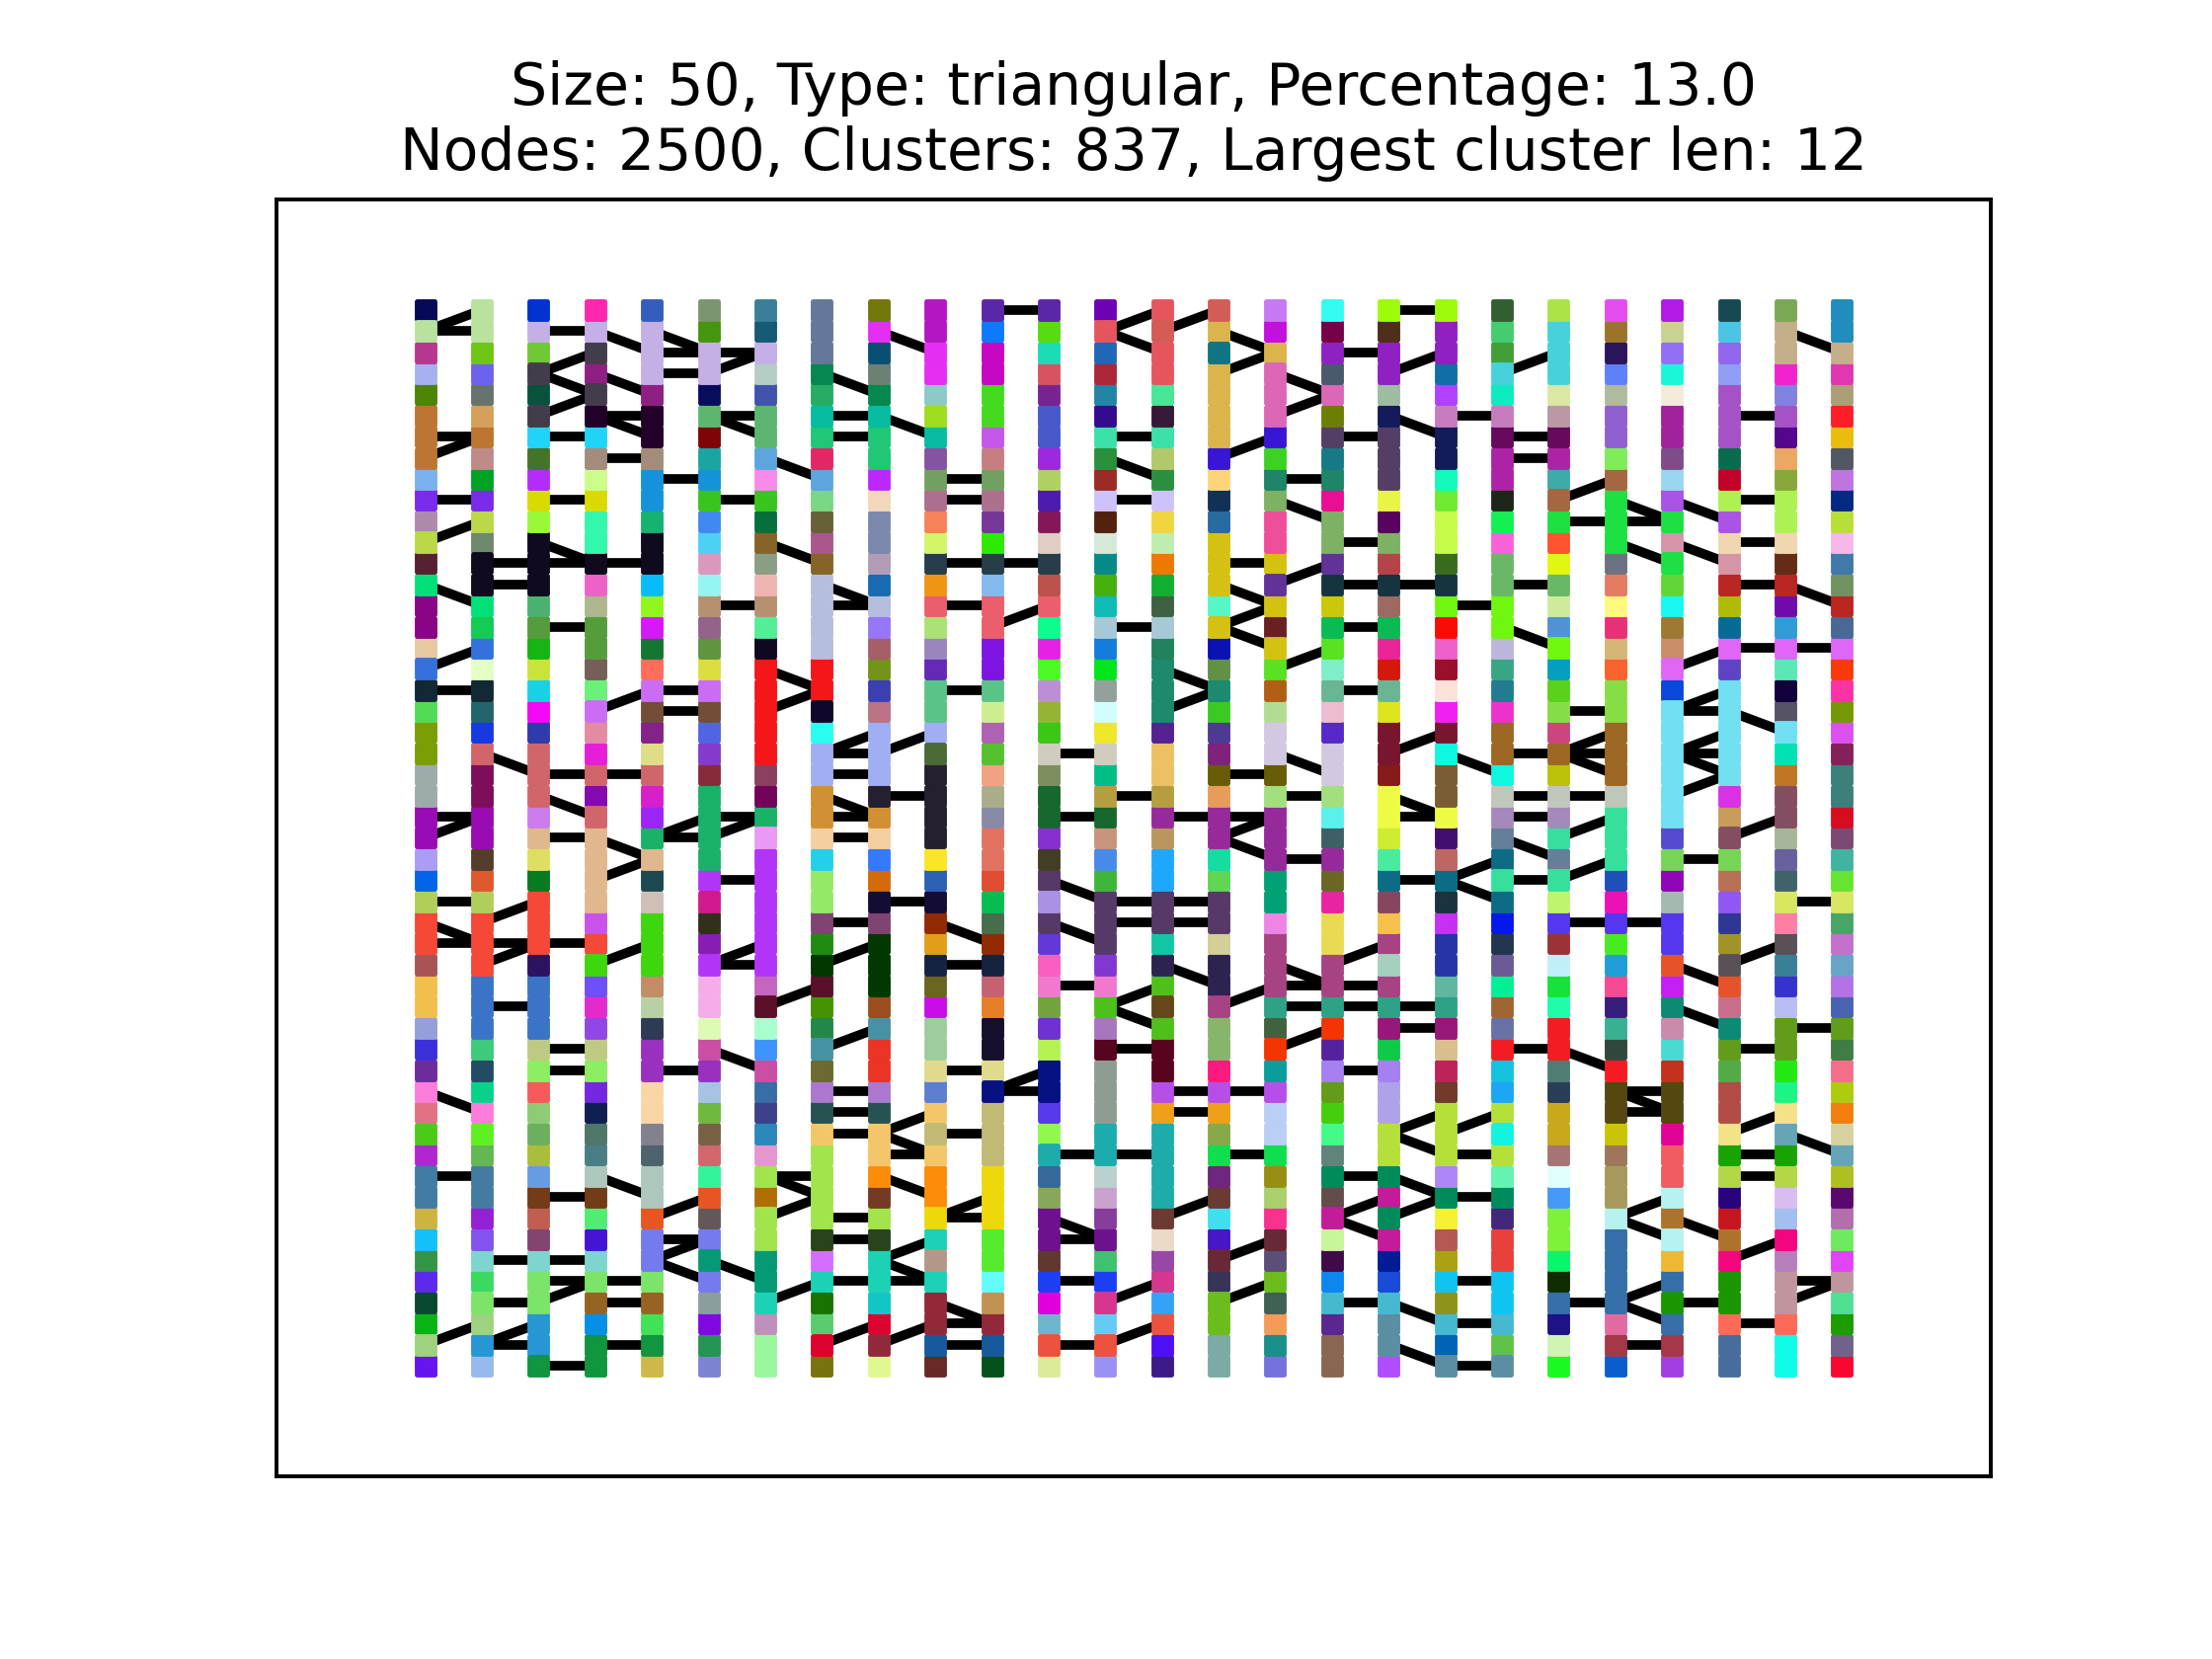 Size: 50, Type: triangular, Percentage: 13.0
Nodes: 2500, Clusters: 837, Largest cluster len: 12